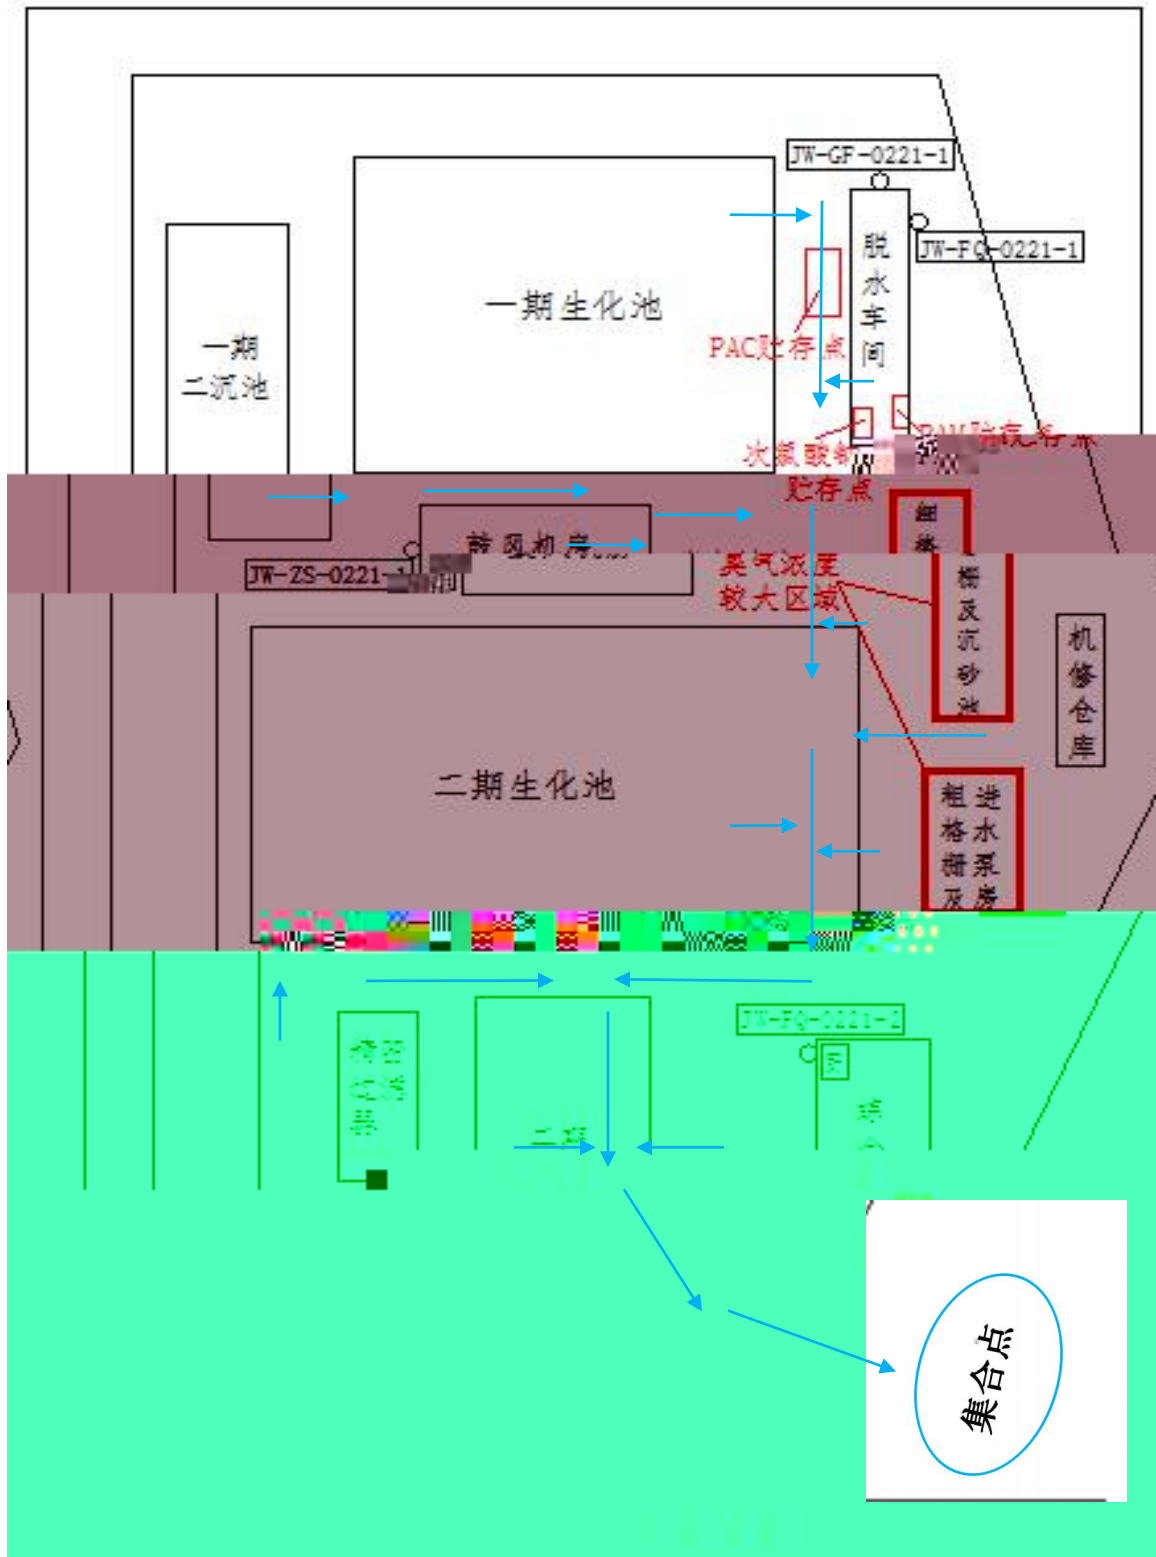 JW-GF-0221-1
JW-FQ-0221-1
脱水车间
一期生化池
一期
二沉池
PAC贮存点
次氯酸钠
贮存点
鼓风机房
JW-ZS-0221-1
臭气浓度
较大区域
细格
栅及沉砂池
机修仓库
二期生化池
进水泵房
粗格栅及
JW-FQ-0221-2
二期
综合
集合点